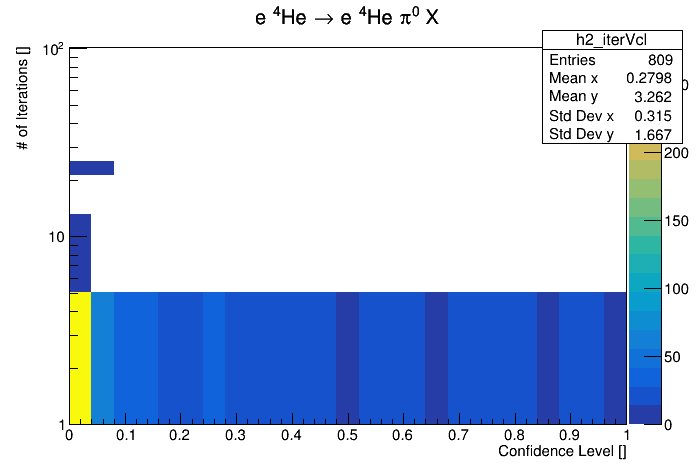 e ⁴He → e ⁴He π⁰ X
h2_iterVcl
Entries 809
Mean x 0.2798
Mean y 3.262
Std Dev x 0.315
Std Dev y 1.667
# of Iterations []
10²
10
1
0 0.1 0.2 0.3 0.4 0.5 0.6 0.7 0.8 0.9 1
Confidence Level []
0
200
150
100
50
0